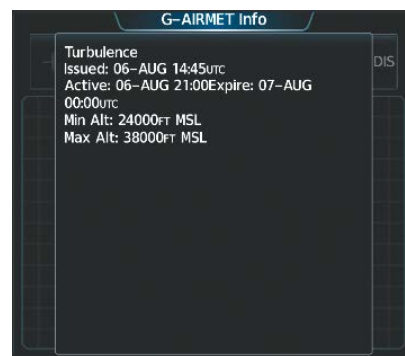 G-AIRMET Info
DIS
Turbulence
Issued: 06-AUG 14:45UTC
Active: 06-AUG 21:00Expire: 07-AUG
00:00UTC
Min Alt: 24000FT MSL
Max Alt: 38000FT MSL